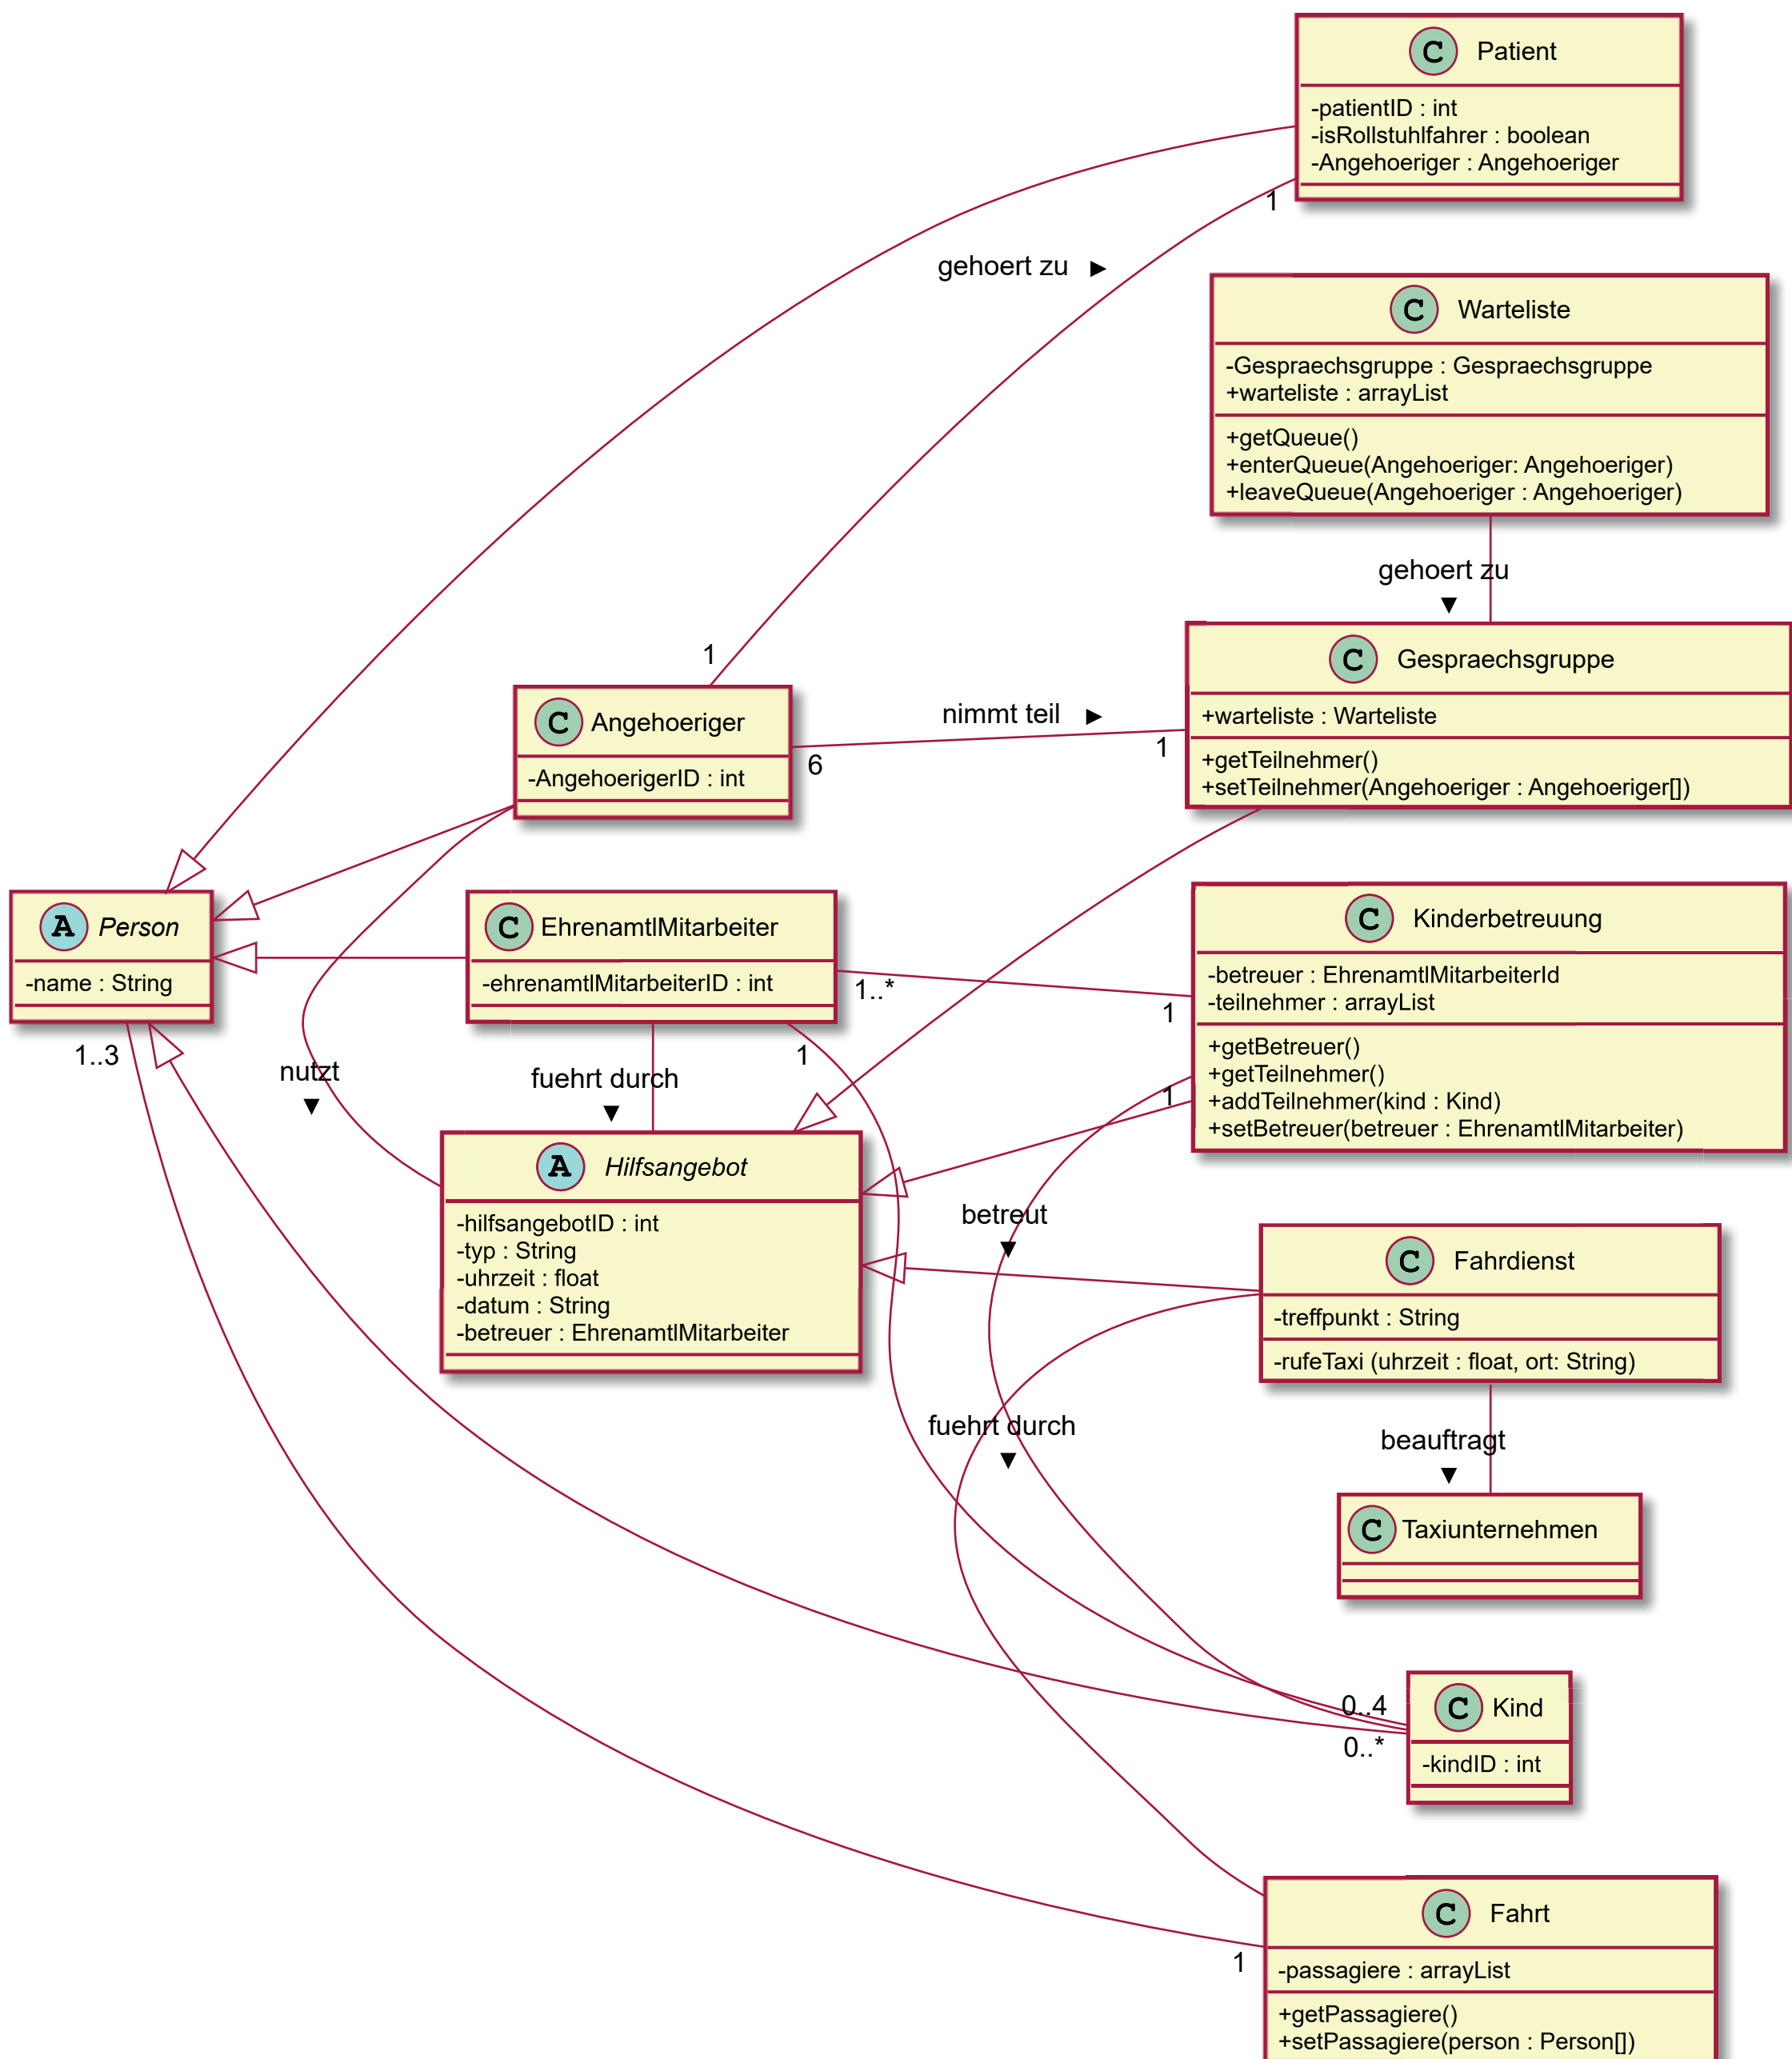 C Patient
-patientID : int
-isRollstuhlfahrer : boolean
-Angehoeriger : Angehoeriger
1
gehoert zu ►
C Warteliste
-Gespraechsgruppe : Gespraechsgruppe
+warteliste : arrayList
+getQueue()
+enterQueue(Angehoeriger: Angehoeriger)
+leaveQueue(Angehoeriger : Angehoeriger)
gehoert zu
▼
1
C Angehoeriger
-AngehoerigerID : int
nimmt teil ►
6
1
C Gespraechsgruppe
+warteliste : Warteliste
+getTeilnehmer()
+setTeilnehmer(Angehoeriger : Angehoeriger[])
A Person
-name : String
1..3
C EhrenamtlMitarbeiter
-ehrenamtlMitarbeiterID : int
1..*
1
1
C Kinderbetreuung
-betreuer : EhrenamtlMitarbeiterId
-teilnehmer : arrayList
+getBetreuer()
+getTeilnehmer()
+addTeilnehmer(kind : Kind)
+setBetreuer(betreuer : EhrenamtlMitarbeiter)
1
nutzt
▼
fuehrt durch
▼
A Hilfsangebot
-hilfsangebotID : int
-typ : String
-uhrzeit : float
-datum : String
-betreuer : EhrenamtlMitarbeiter
betreut
▼
C Fahrdienst
-treffpunkt : String
-rufeTaxi (uhrzeit : float, ort: String)
fuehrt durch
▼
beauftragt
▼
C Taxiunternehmen
0..4
0..*
C Kind
-kindID : int
1
C Fahrt
-passagiere : arrayList
+getPassagiere()
+setPassagiere(person : Person[])